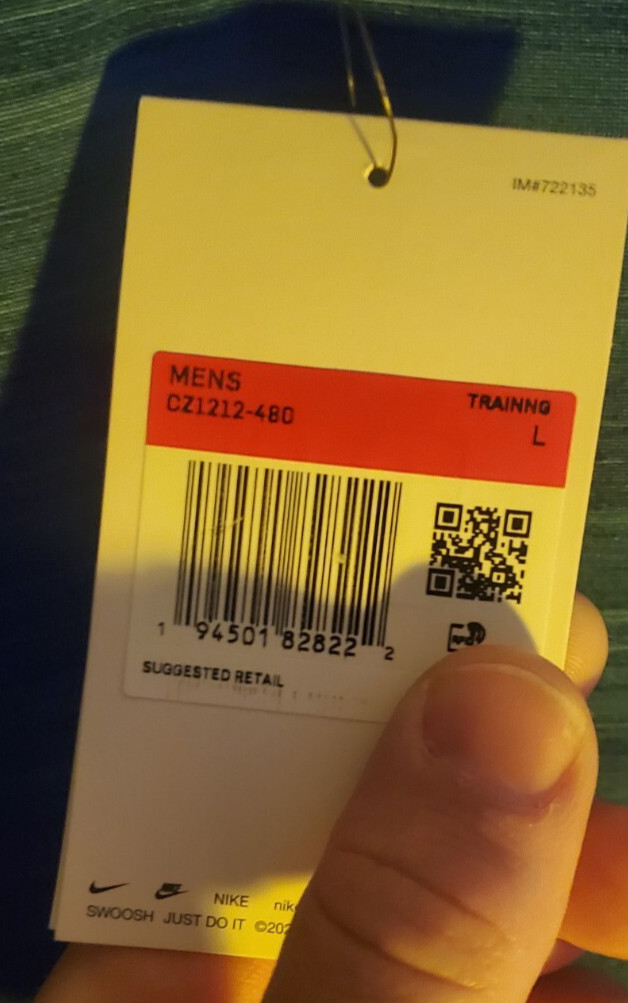 IM#722135
MENS
TRAINNG
CZ1212-480
L
1 94501 82822 2
SUGGESTED RETAIL
NIKE
SWOOSH JUST DO IT